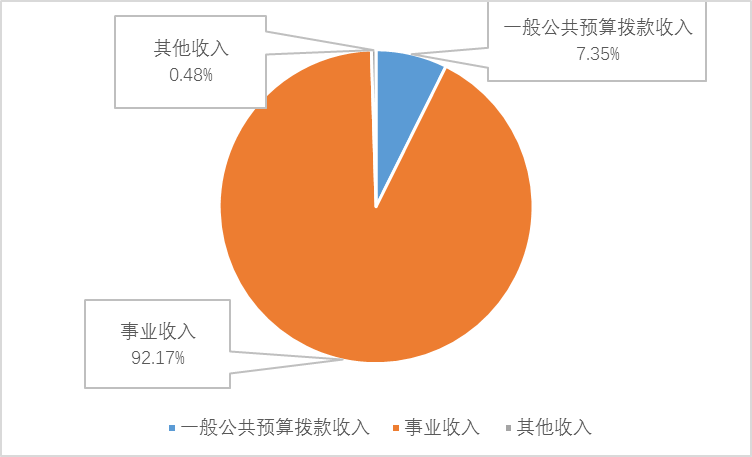 其他收入
0.48%
一般公共预算拨款收入
7.35%
事业收入
92.17%
一般公共预算拨款收入 事业收入 其他收入